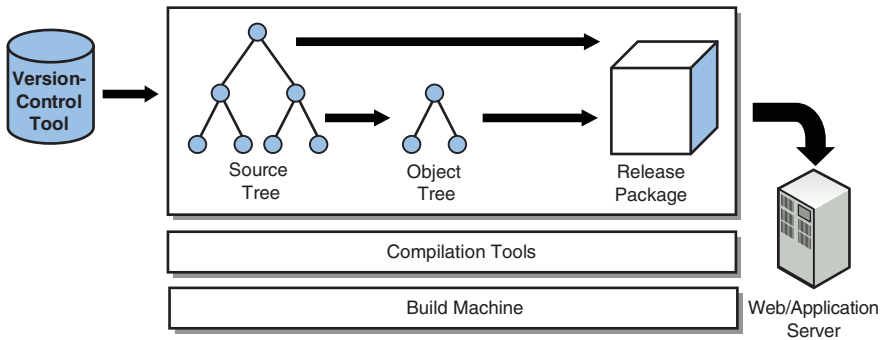 Version-
Control
Tool
Source
Tree
Object
Tree
Release
Package
Compilation Tools
Build Machine
Web/Application
Server